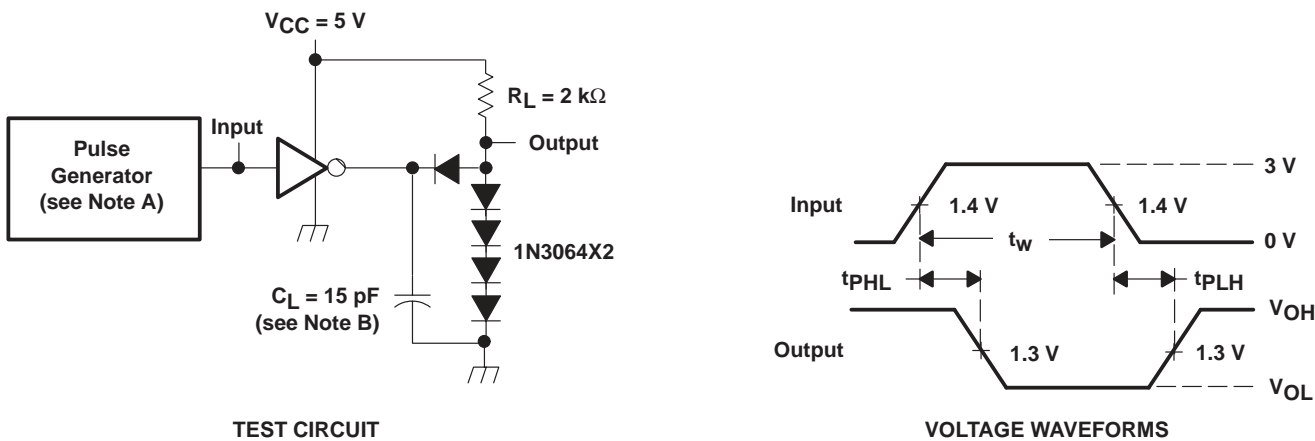 VCC = 5 V
RL = 2 kΩ
Input
Output
Pulse
Generator
(see Note A)
1N3064X2
CL = 15 pF
(see Note B)
TEST CIRCUIT
3 V
Input
1.4 V
1.4 V
tw
0 V
tPHL
tPLH
VOH
Output
1.3 V
1.3 V
VOL
VOLTAGE WAVEFORMS